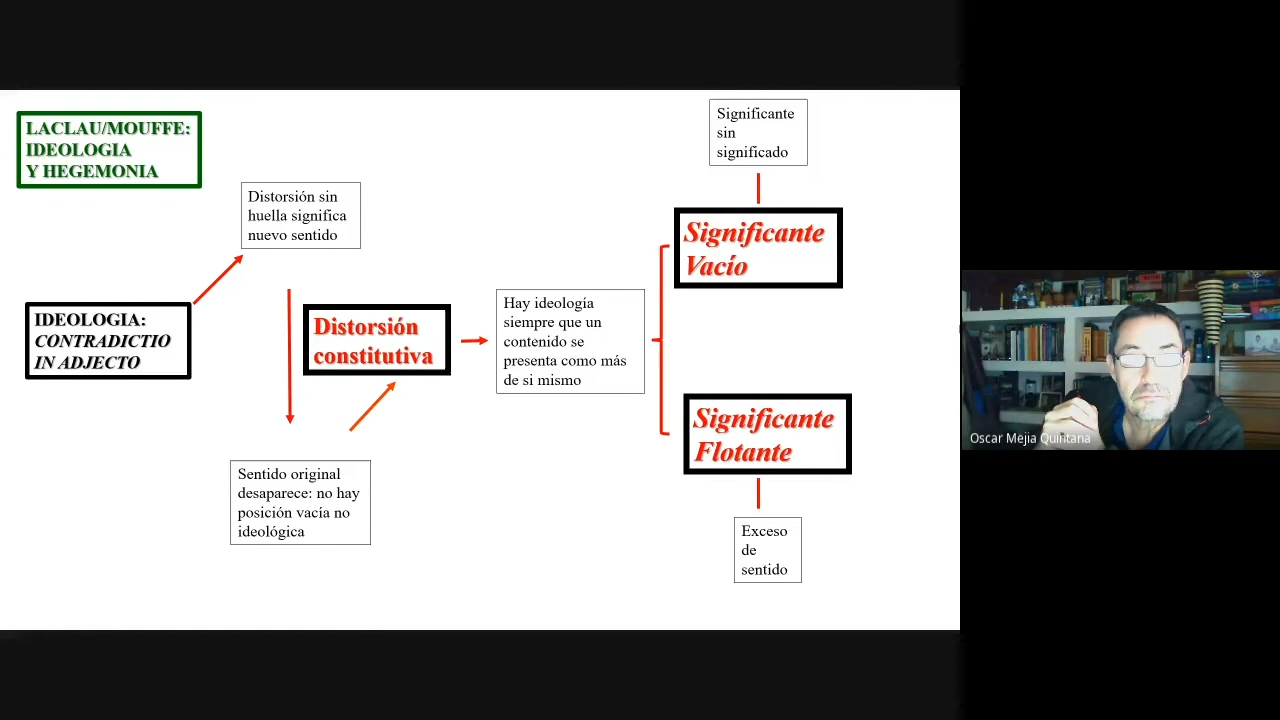 LACLAU/MOUFFE:
IDEOLOGIA
Y HEGEMONIA
Distorsión sin
huella significa
nuevo sentido
IDEOLOGIA:
CONTRADICTIO
IN ADJECTO
Distorsión
constitutiva
Sentido original
desaparece: no hay
posición vacía no
ideológica
Hay ideología
siempre que un
contenido se
presenta como más
de si mismo
Significante
sin
significado
Significante
Vacío
Significante
Flotante
Exceso
de
sentido
Oscar Mejia Quintana